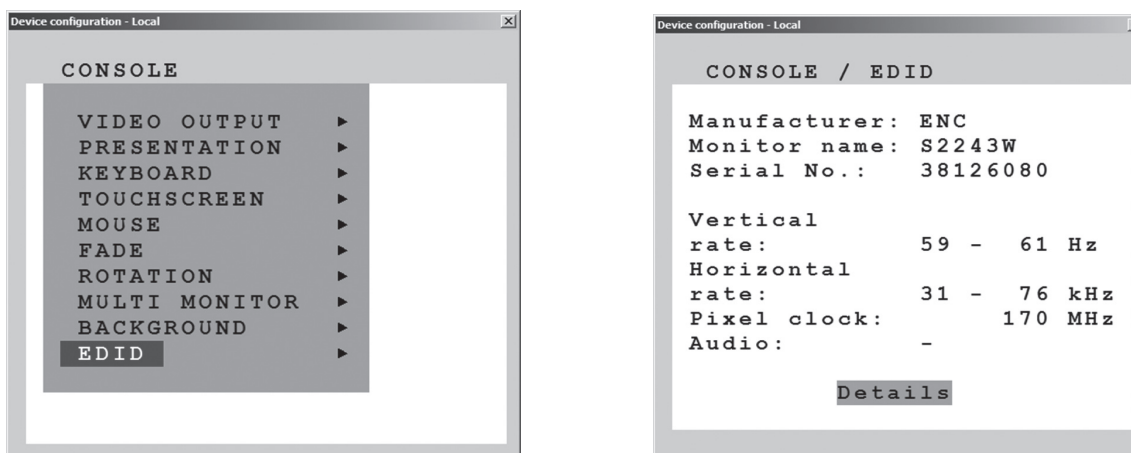 Device configuration - Local
CONSOLE
VIDEO OUTPUT
PRESENTATION
KEYBOARD
TOUCHSCREEN
MOUSE
FADE
ROTATION
MULTI MONITOR
BACKGROUND
EDID
Device configuration - Local
CONSOLE / EDID
Manufacturer: ENC
Monitor name: S2243W
Serial No.: 38126080
Vertical
rate: 59 - 61 Hz
Horizontal
rate: 31 - 76 kHz
Pixel clock: 170 MHz
Audio: -
Details